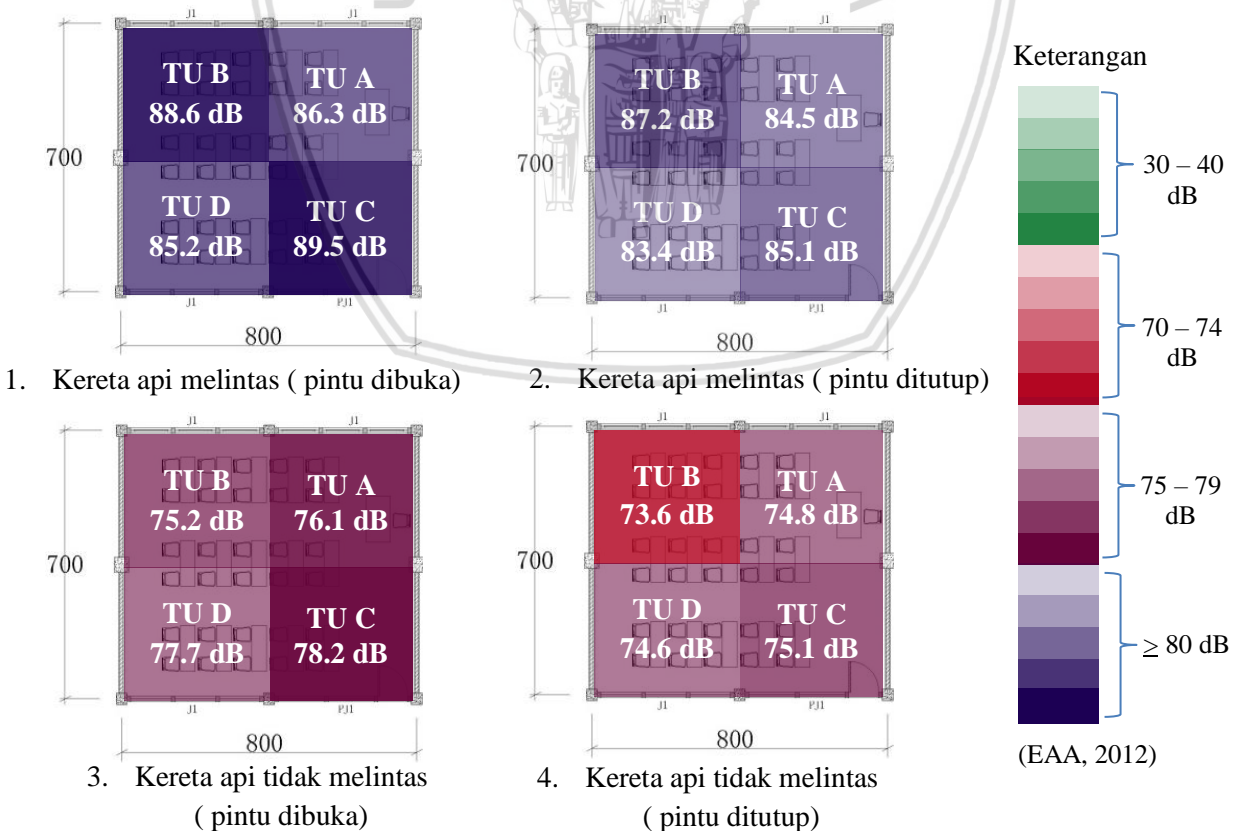 J1
J1
TU B
88.6 dB
TU A
86.3 dB
TU D
85.2 dB
TU C
89.5 dB
700
J1
PJ1
800
1. Kereta api melintas ( pintu dibuka)
J1
J1
TU B
87.2 dB
TU A
84.5 dB
TU D
83.4 dB
TU C
85.1 dB
700
J1
PJ1
800
2. Kereta api melintas ( pintu ditutup)
J1
J1
TU B
75.2 dB
TU A
76.1 dB
TU D
77.7 dB
TU C
78.2 dB
700
J1
PJ1
800
3. Kereta api tidak melintas
( pintu dibuka)
J1
J1
TU B
73.6 dB
TU A
74.8 dB
TU D
74.6 dB
TU C
75.1 dB
700
J1
PJ1
800
4. Kereta api tidak melintas
( pintu ditutup)
Keterangan
30 – 40
dB
70 – 74
dB
75 – 79
dB
≥ 80 dB
(EAA, 2012)